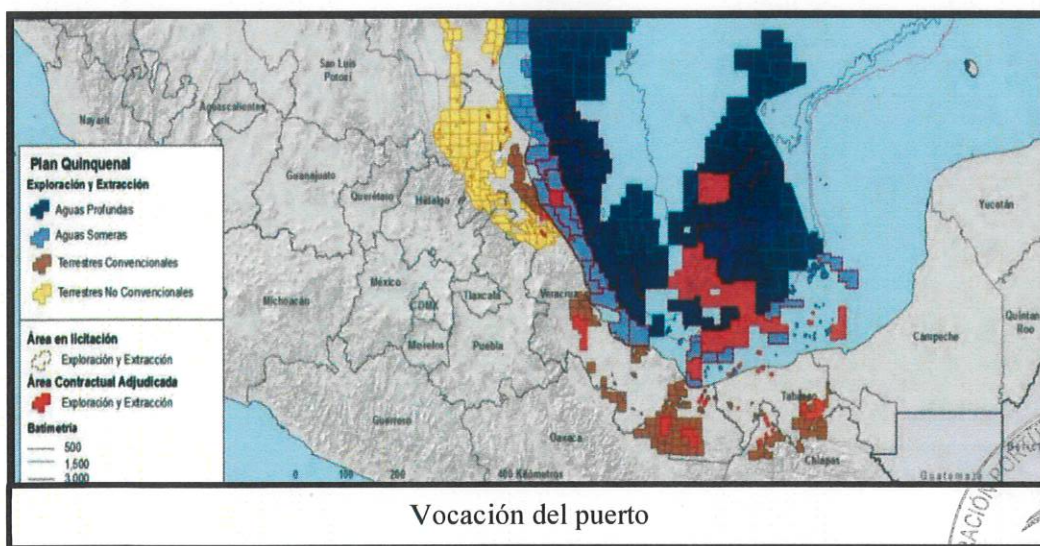 San Luis
Potosí
Nayarit
Aguascalientes
Guanajuato
Querétaro
Hidalgo
Michoacán
México
CDMX
Tlaxcala
Morelos
Puebla
Veracruz
Guerrero
Oaxaca
Tabasco
Chiapas
Campeche
Yucatán
Quintana
Roo
Guatemala
Plan Quinquenal
Exploración y Extracción
Aguas Profundas
Aguas Someras
Terrestres Convencionales
Terrestres No Convencionales
Área en licitación
Exploración y Extracción
Área Contractual Adjudicada
Exploración y Extracción
Batimetría
500
1,500
3,000
0 100 200 400 Kilómetros
Vocación del puerto